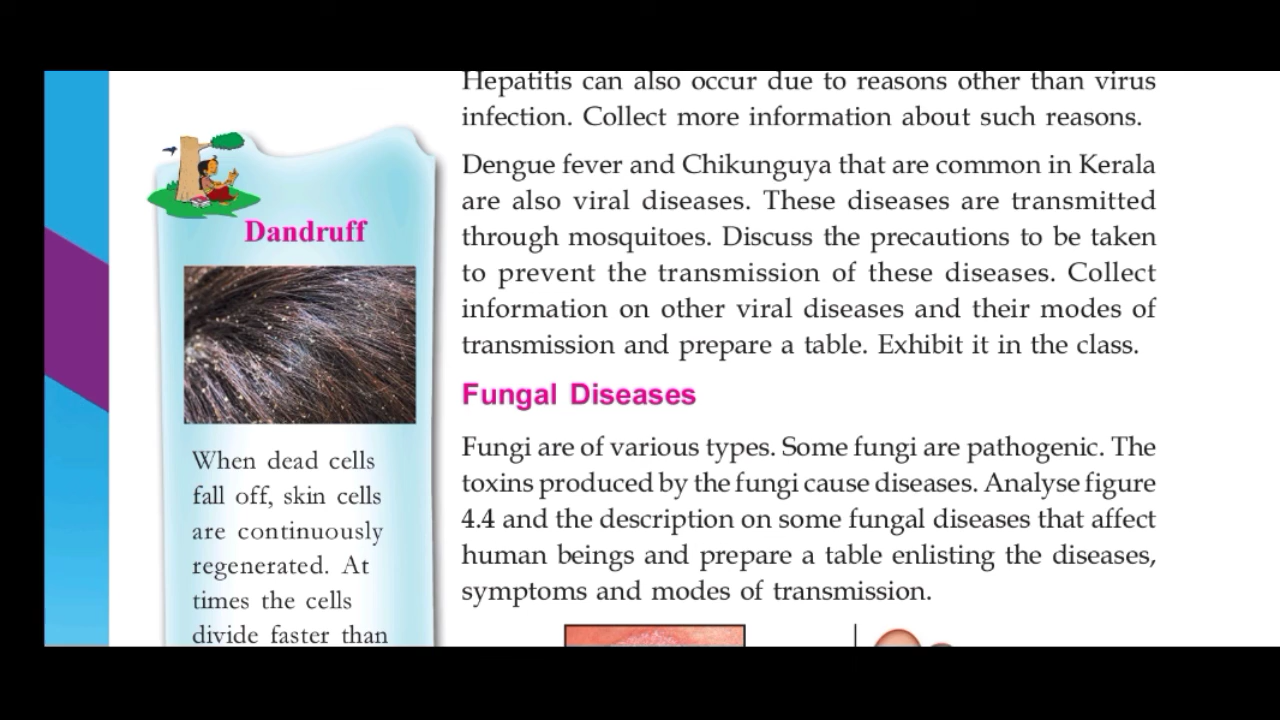 Hepatitis can also occur due to reasons other than virus
infection. Collect more information about such reasons.
Dengue fever and Chikunguya that are common in Kerala
are also viral diseases. These diseases are transmitted
through mosquitoes. Discuss the precautions to be taken
to prevent the transmission of these diseases. Collect
information on other viral diseases and their modes of
transmission and prepare a table. Exhibit it in the class.
Fungal Diseases
Fungi are of various types. Some fungi are pathogenic. The
toxins produced by the fungi cause diseases. Analyse figure
4.4 and the description on some fungal diseases that affect
human beings and prepare a table enlisting the diseases,
symptoms and modes of transmission.
Dandruff
When dead cells
fall off, skin cells
are continuously
regenerated. At
times the cells
divide faster than